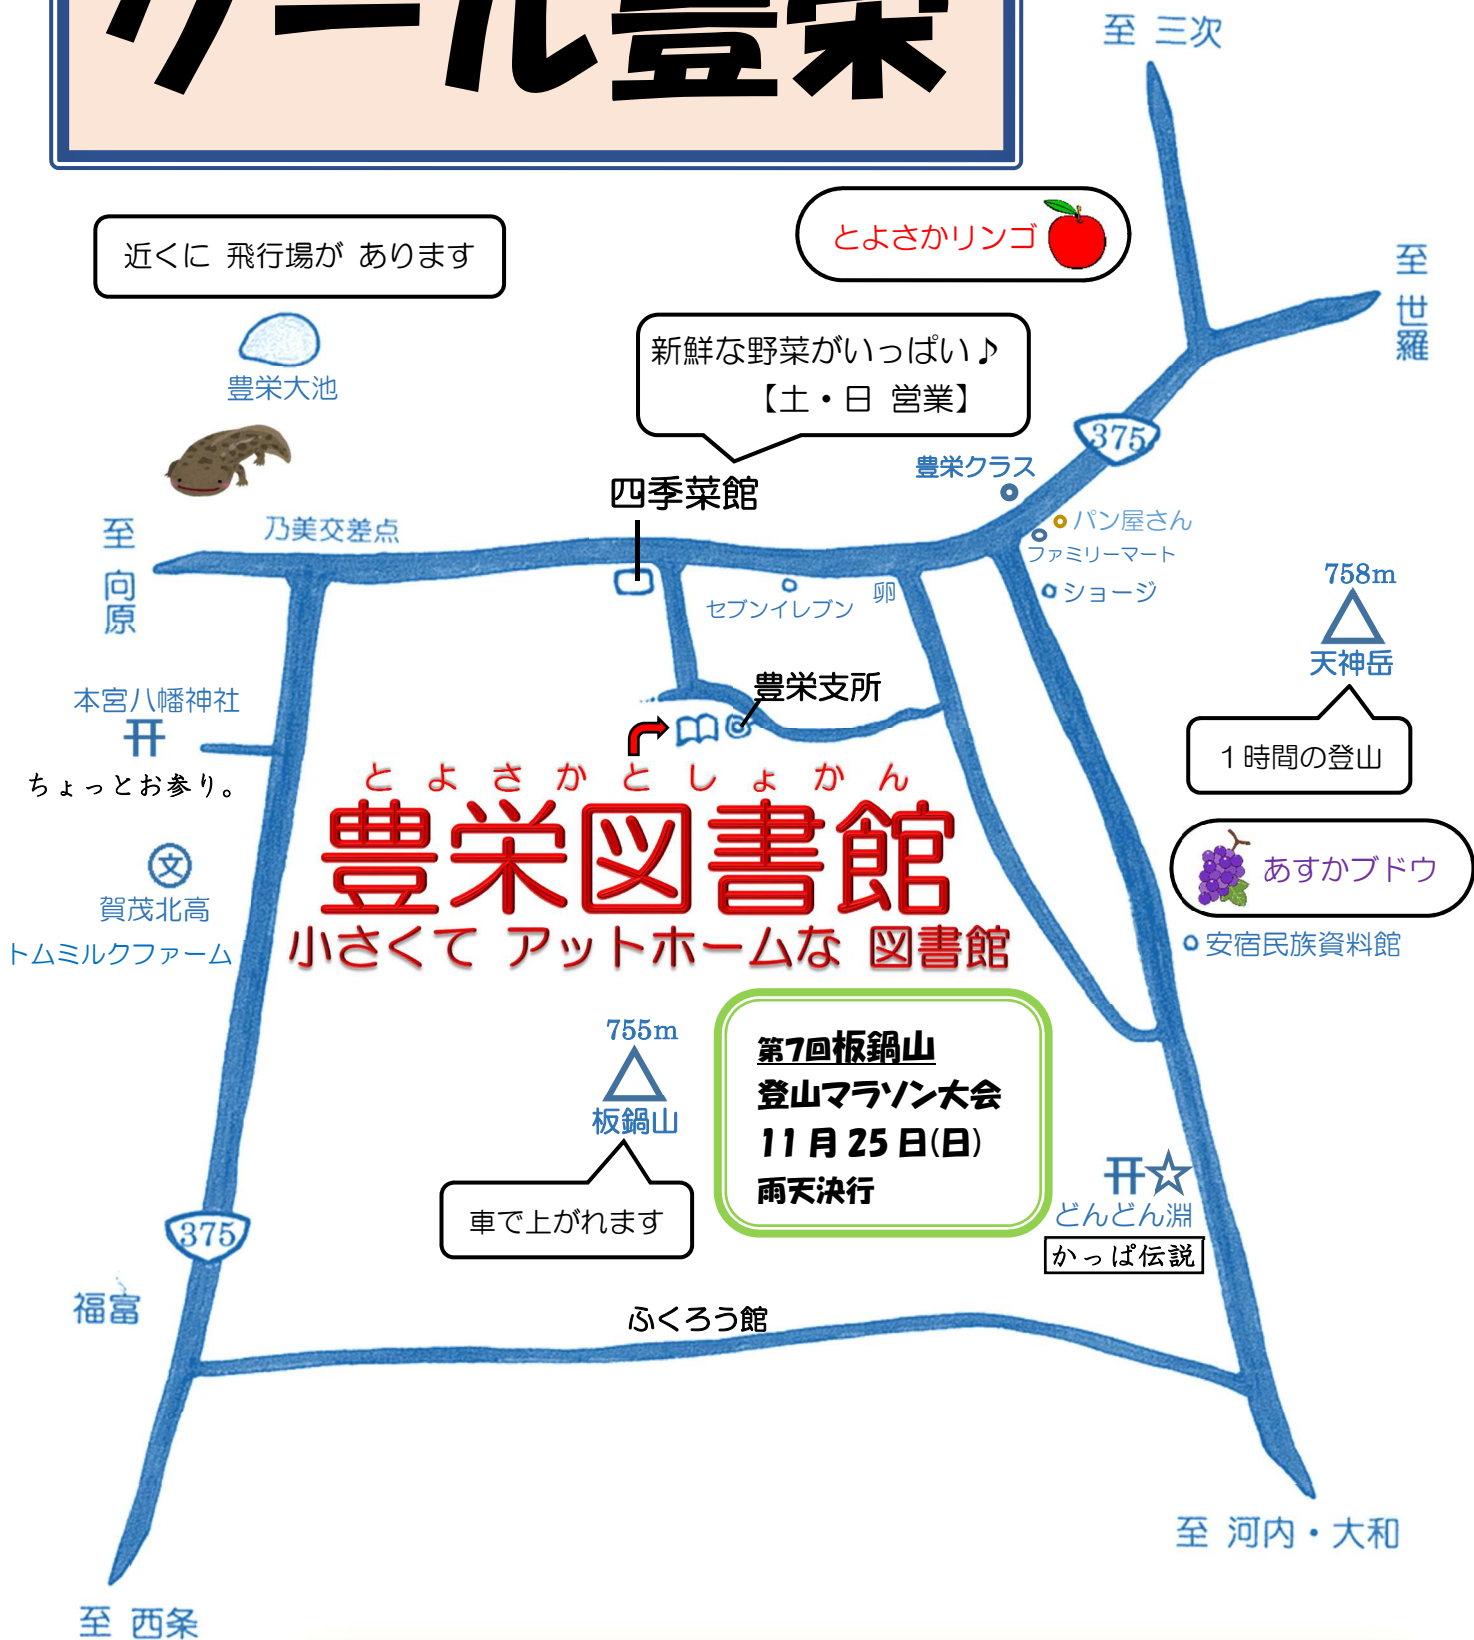 クール豊栄
至 三次
近くに 飛行場が あります
とよさかリンゴ
至 世羅
豊栄大池
新鮮な野菜がいっぱい♪
【土・日 営業】
375
豊栄クラス
四季菜館
パン屋さん
乃美交差点
至 向原
ファミリーマート
ショージ
セブンイレブン
卵
758m
天神岳
1時間の登山
本宮八幡神社
ちょっとお参り。
豊栄支所
とよさかとしょかん
豊栄図書館
小さくて アットホームな 図書館
文
賀茂北高
トムミルクファーム
あすかブドウ
安宿民族資料館
755m
板鍋山
車で上がれます
第7回板鍋山
登山マラソン大会
11月25日(日)
雨天決行
どんどん淵
かっぱ伝説
375
福富
ふくろう館
至 河内・大和
至 西条